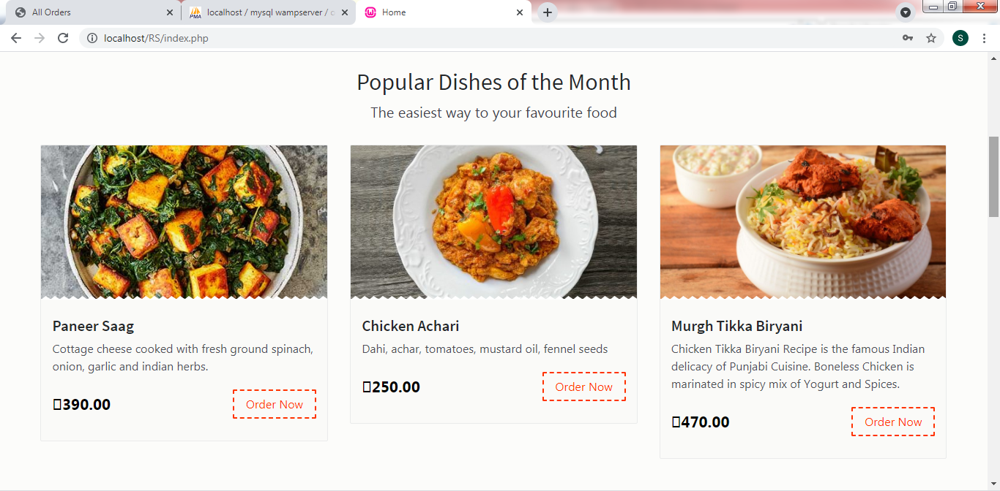 All Orders
localhost / mysql wampserver /
Home
localhost/RS/index.php
S
Popular Dishes of the Month
The easiest way to your favourite food
Paneer Saag
Cottage cheese cooked with fresh ground spinach,
onion, garlic and indian herbs.
▯390.00
Order Now
Chicken Achari
Dahi, achar, tomatoes, mustard oil, fennel seeds
▯250.00
Order Now
Murgh Tikka Biryani
Chicken Tikka Biryani Recipe is the famous Indian
delicacy of Punjabi Cuisine. Boneless Chicken is
marinated in spicy mix of Yogurt and Spices.
▯470.00
Order Now